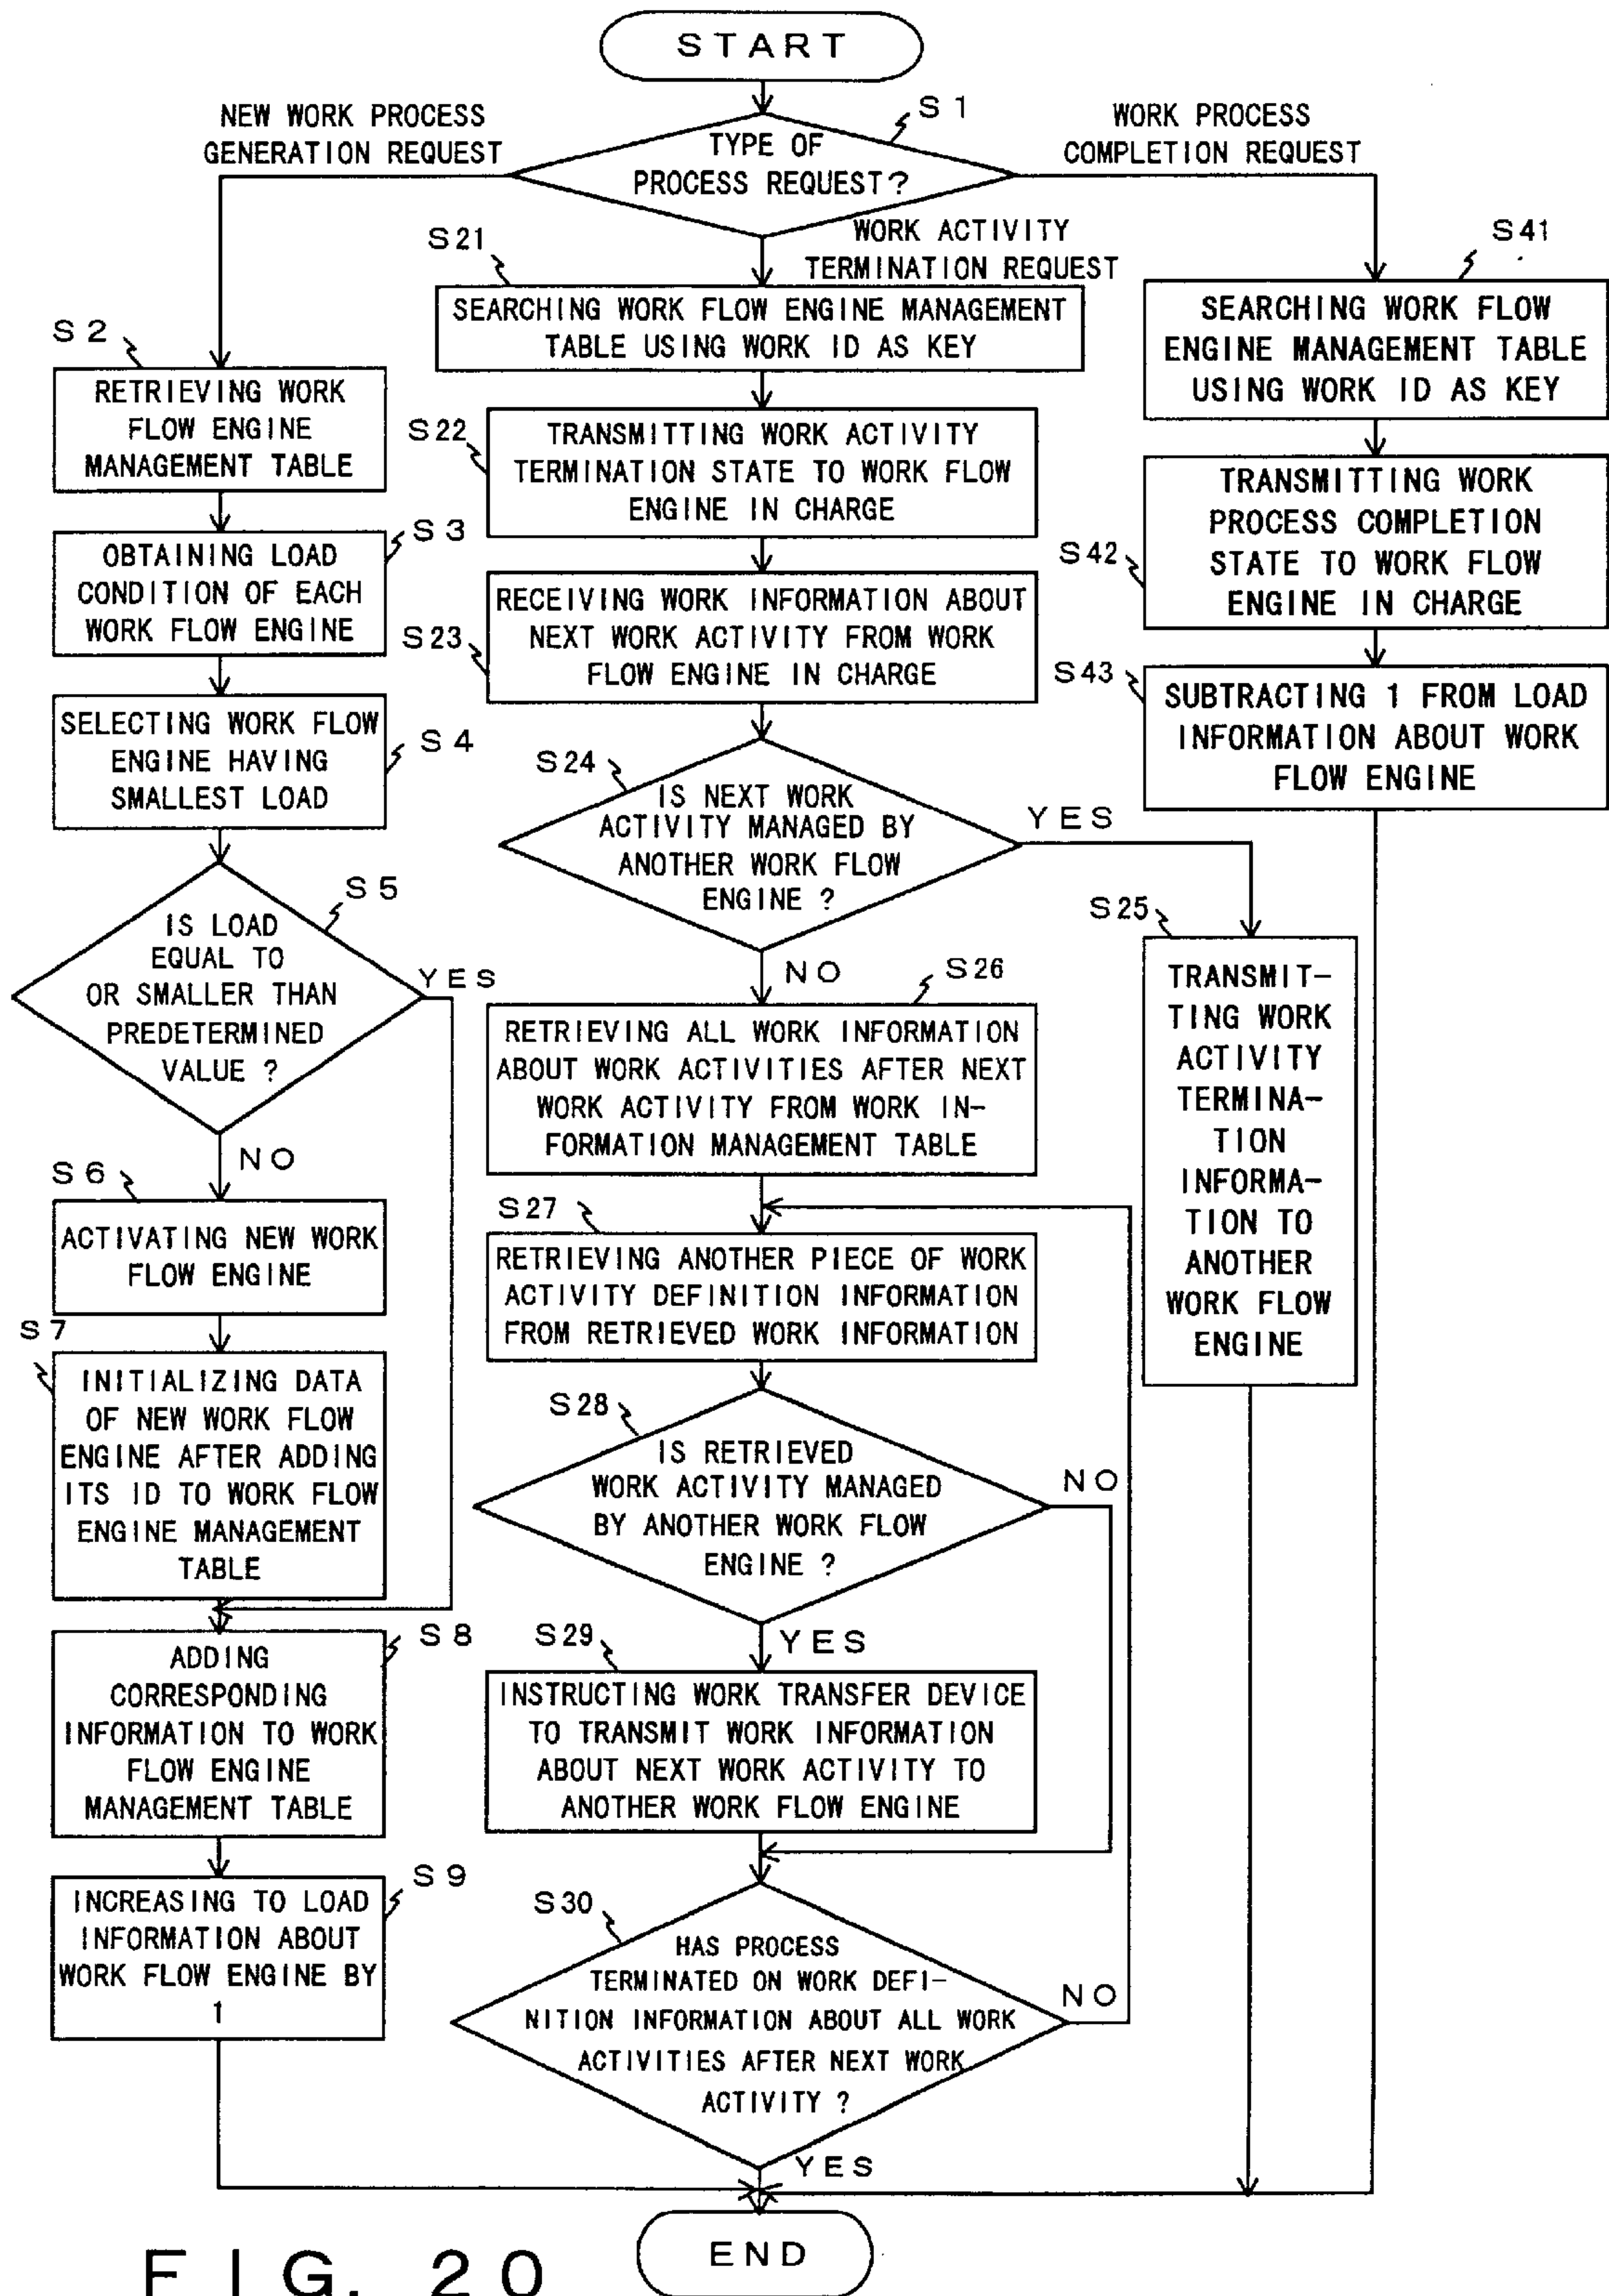 START
NEW WORK PROCESS
GENERATION REQUEST
S1
TYPE OF
PROCESS REQUEST?
WORK PROCESS
COMPLETION REQUEST
WORK ACTIVITY
TERMINATION REQUEST
S2
RETRIEVING WORK
FLOW ENGINE
MANAGEMENT TABLE
S3
OBTAINING LOAD
CONDITION OF EACH
WORK FLOW ENGINE
SELECTING WORK FLOW
ENGINE HAVING
SMALLEST LOAD
S4
S5
IS LOAD
EQUAL TO
OR SMALLER THAN
PREDETERMINED
VALUE ?
YES
NO
S6
ACTIVATING NEW WORK
FLOW ENGINE
S7
INITIALIZING DATA
OF NEW WORK FLOW
ENGINE AFTER ADDING
ITS ID TO WORK FLOW
ENGINE MANAGEMENT
TABLE
S8
ADDING
CORRESPONDING
INFORMATION TO WORK
FLOW ENGINE
MANAGEMENT TABLE
S9
INCREASING TO LOAD
INFORMATION ABOUT
WORK FLOW ENGINE BY
1
S21
SEARCHING WORK FLOW ENGINE MANAGEMENT
TABLE USING WORK ID AS KEY
S22
TRANSMITTING WORK ACTIVITY
TERMINATION STATE TO WORK FLOW
ENGINE IN CHARGE
S23
RECEIVING WORK INFORMATION ABOUT
NEXT WORK ACTIVITY FROM WORK
FLOW ENGINE IN CHARGE
S24
IS NEXT WORK
ACTIVITY MANAGED BY
ANOTHER WORK FLOW
ENGINE ?
YES
NO
S25
TRANSMIT-
TING WORK
ACTIVITY
TERMINA-
TION
INFORMA-
TION TO
ANOTHER
WORK FLOW
ENGINE
S26
RETRIEVING ALL WORK INFORMATION
ABOUT WORK ACTIVITIES AFTER NEXT
WORK ACTIVITY FROM WORK IN-
FORMATION MANAGEMENT TABLE
S27
RETRIEVING ANOTHER PIECE OF WORK
ACTIVITY DEFINITION INFORMATION
FROM RETRIEVED WORK INFORMATION
S28
IS RETRIEVED
WORK ACTIVITY MANAGED
BY ANOTHER WORK FLOW
ENGINE ?
NO
YES
S29
INSTRUCTING WORK TRANSFER DEVICE
TO TRANSMIT WORK INFORMATION
ABOUT NEXT WORK ACTIVITY TO
ANOTHER WORK FLOW ENGINE
S30
HAS PROCESS
TERMINATED ON WORK DEFI-
NITION INFORMATION ABOUT ALL WORK
ACTIVITIES AFTER NEXT WORK
ACTIVITY ?
NO
YES
S41
SEARCHING WORK FLOW
ENGINE MANAGEMENT TABLE
USING WORK ID AS KEY
S42
TRANSMITTING WORK
PROCESS COMPLETION
STATE TO WORK FLOW
ENGINE IN CHARGE
S43
SUBTRACTING 1 FROM LOAD
INFORMATION ABOUT WORK
FLOW ENGINE
END
FIG. 20